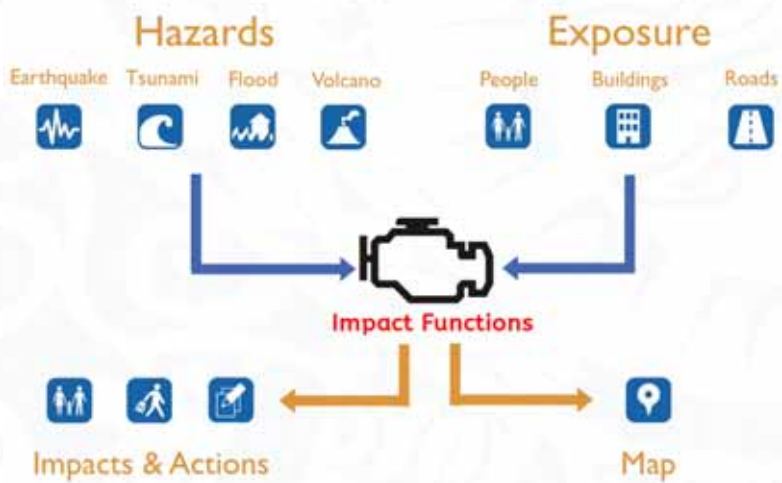 Hazards
Exposure
Earthquake Tsunami Flood Volcano
People Buildings Roads
Impact Functions
Impacts & Actions
Map